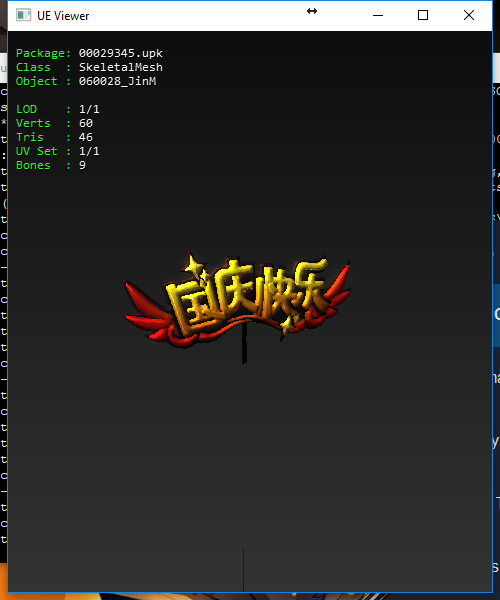 UE Viewer
Package: 00029345.upk
Class : SkeletalMesh
Object : 060028_JinM
LOD : 1/1
Verts : 60
Tris : 46
UV Set : 1/1
Bones : 9
国庆快乐